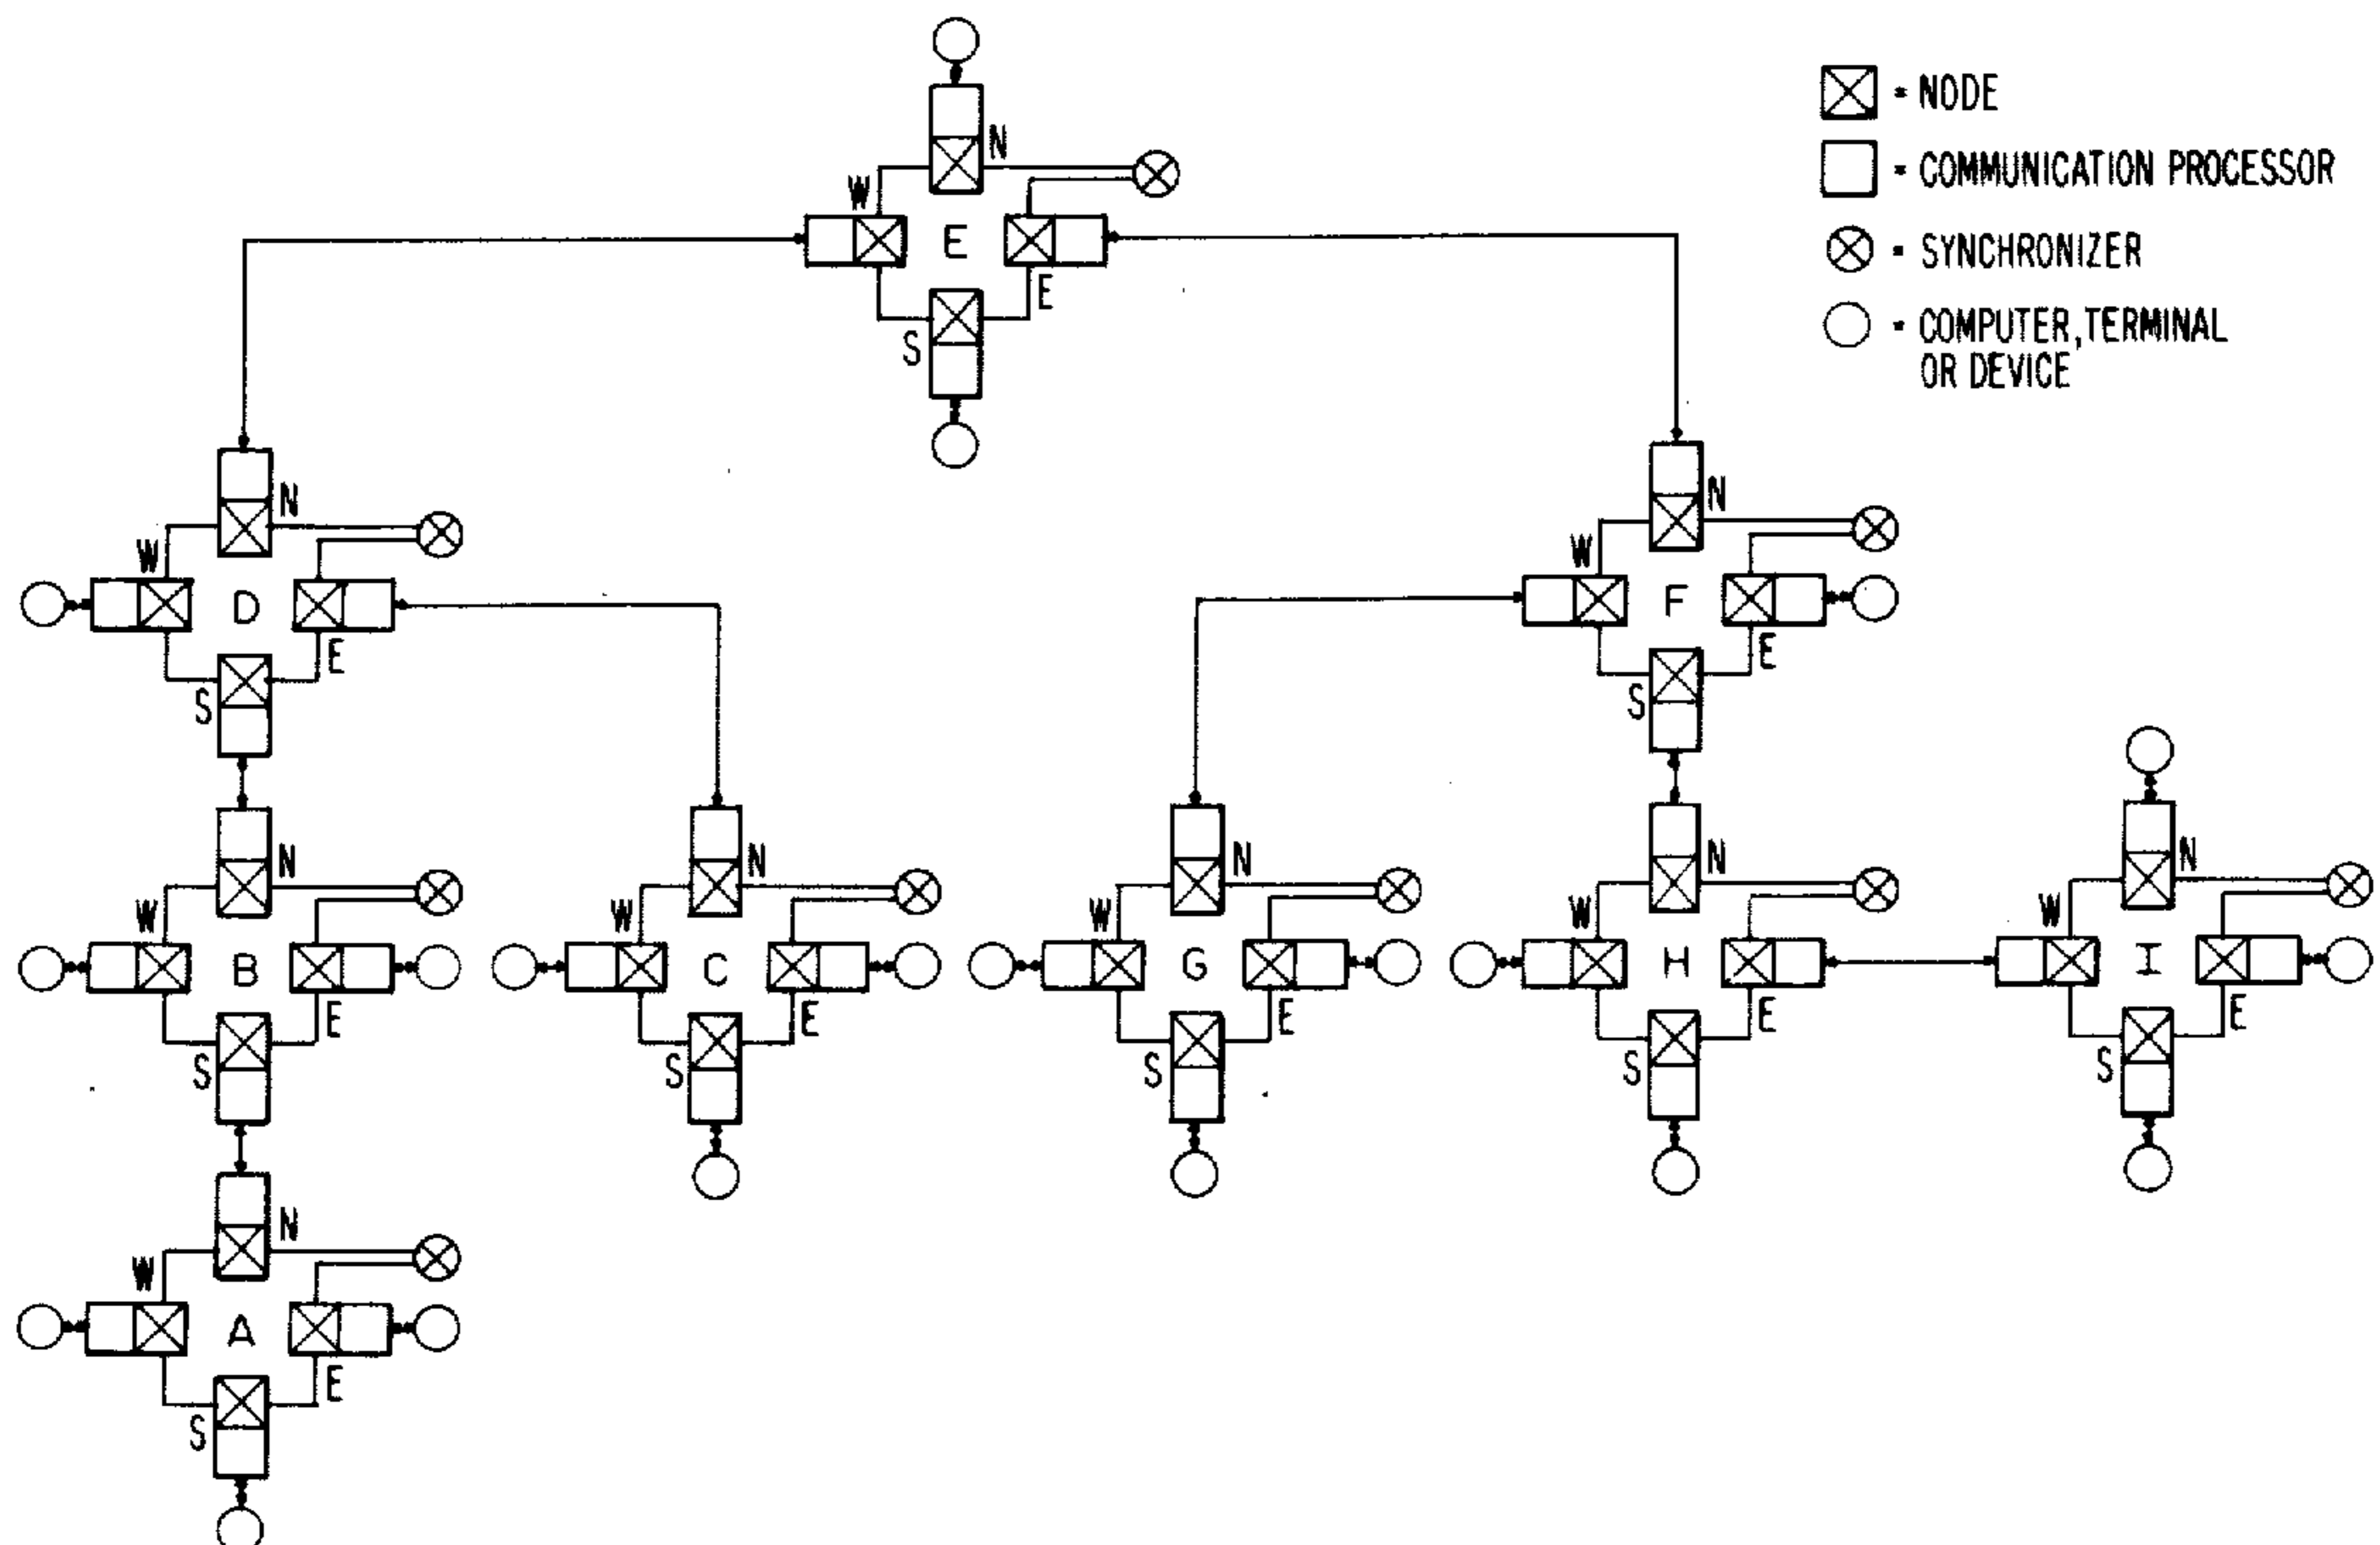 N
W
E
E
S
= NODE
= COMMUNICATION PROCESSOR
= SYNCHRONIZER
= COMPUTER, TERMINAL
OR DEVICE
N
W
D
E
S
N
W
F
E
S
N
W
B
E
S
N
W
C
E
S
N
W
G
E
S
N
W
H
E
S
N
W
I
E
S
N
W
A
E
S